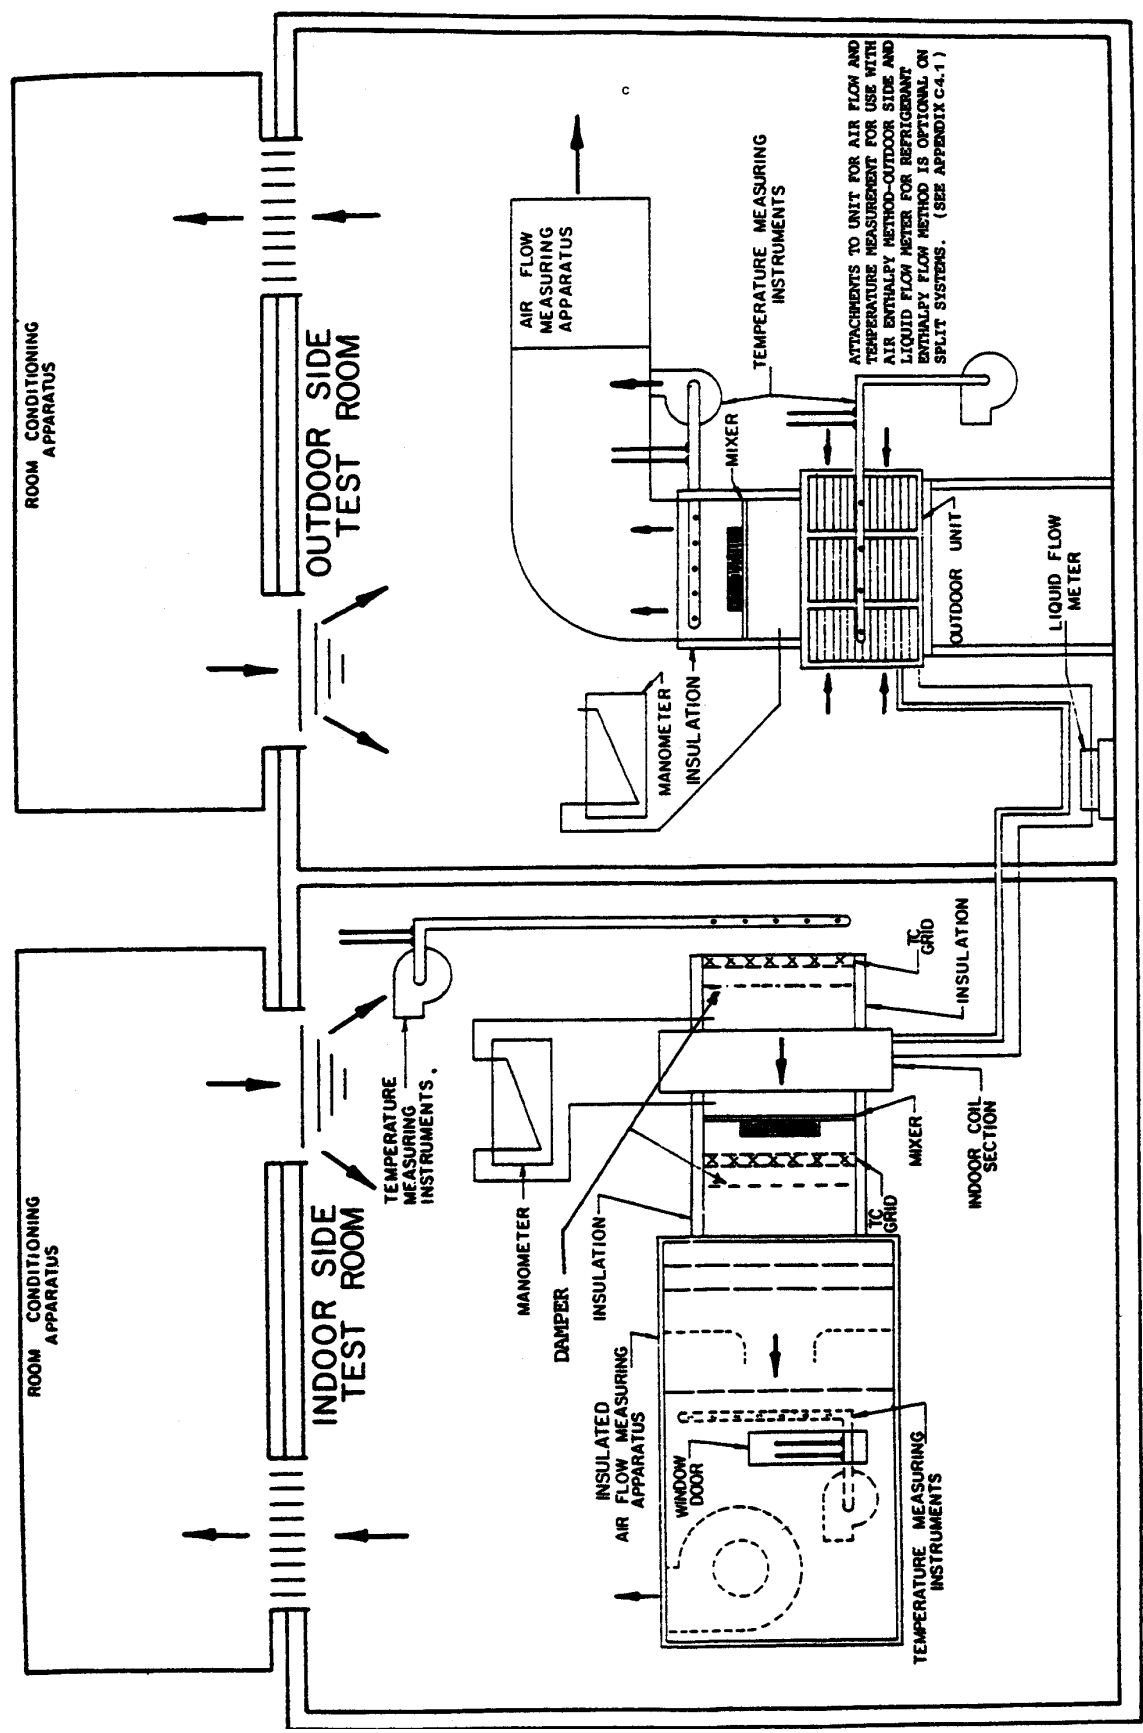 ROOM CONDITIONING
APPARATUS
ROOM CONDITIONING
APPARATUS
INDOOR SIDE
TEST ROOM
OUTDOOR SIDE
TEST ROOM
TEMPERATURE
MEASURING
INSTRUMENTS.
MANOMETER
DAMPER
INSULATION
INSULATED
AIR FLOW MEASURING
APPARATUS
WINDOW
DOOR
TEMPERATURE MEASURING
INSTRUMENTS
TC
GRID
MIXER
INDOOR COIL
SECTION
TC
GRID
INSULATION
MANOMETER
INSULATION
AIR FLOW
MEASURING
APPARATUS
c
MIXER
TEMPERATURE MEASURING
INSTRUMENTS
OUTDOOR UNIT
LIQUID FLOW
METER
ATTACHMENTS TO UNIT FOR AIR FLOW AND
TEMPERATURE MEASUREMENT FOR USE WITH
AIR ENTHALPY METHOD-OUTDOOR SIDE AND
LIQUID FLOW METER FOR REFRIGERANT
ENTHALPY FLOW METHOD IS OPTIONAL ON
SPLIT SYSTEMS. (SEE APPENDIX C4.1)